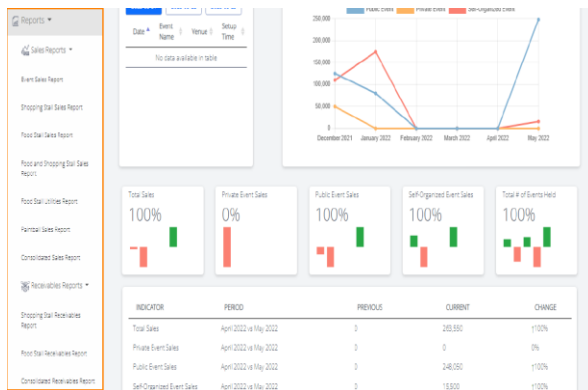 Reports
Sales Reports
Event Sales Report
Shopping Stall Sales Report
Food Stall Sales Report
Food and Shopping Stall Sales
Report
Food Stall Utilities Report
Paintball Sales Report
Consolidated Sales Report
Receivables Reports
Shopping Stall Receivables
Report
Food Stall Receivables Report
Consolidated Receivables Report
Date
Event
Name
Venue
Setup
Time
No data available in table
Public Event
Private Event
Self-Organized Event
250,000
200,000
150,000
100,000
50,000
0
December 2021
January 2022
February 2022
March 2022
April 2022
May 2022
Total Sales
100%
Private Event Sales
0%
Public Event Sales
100%
Self-Organized Event Sales
100%
Total # of Events Held
100%
INDICATOR PERIOD PREVIOUS CURRENT CHANGE
Total Sales April 2022 vs May 2022 0 263,550 ↑100%
Private Event Sales April 2022 vs May 2022 0 0 0%
Public Event Sales April 2022 vs May 2022 0 248,050 ↑100%
Self-Organized Event Sales April 2022 vs May 2022 0 15,500 ↑100%